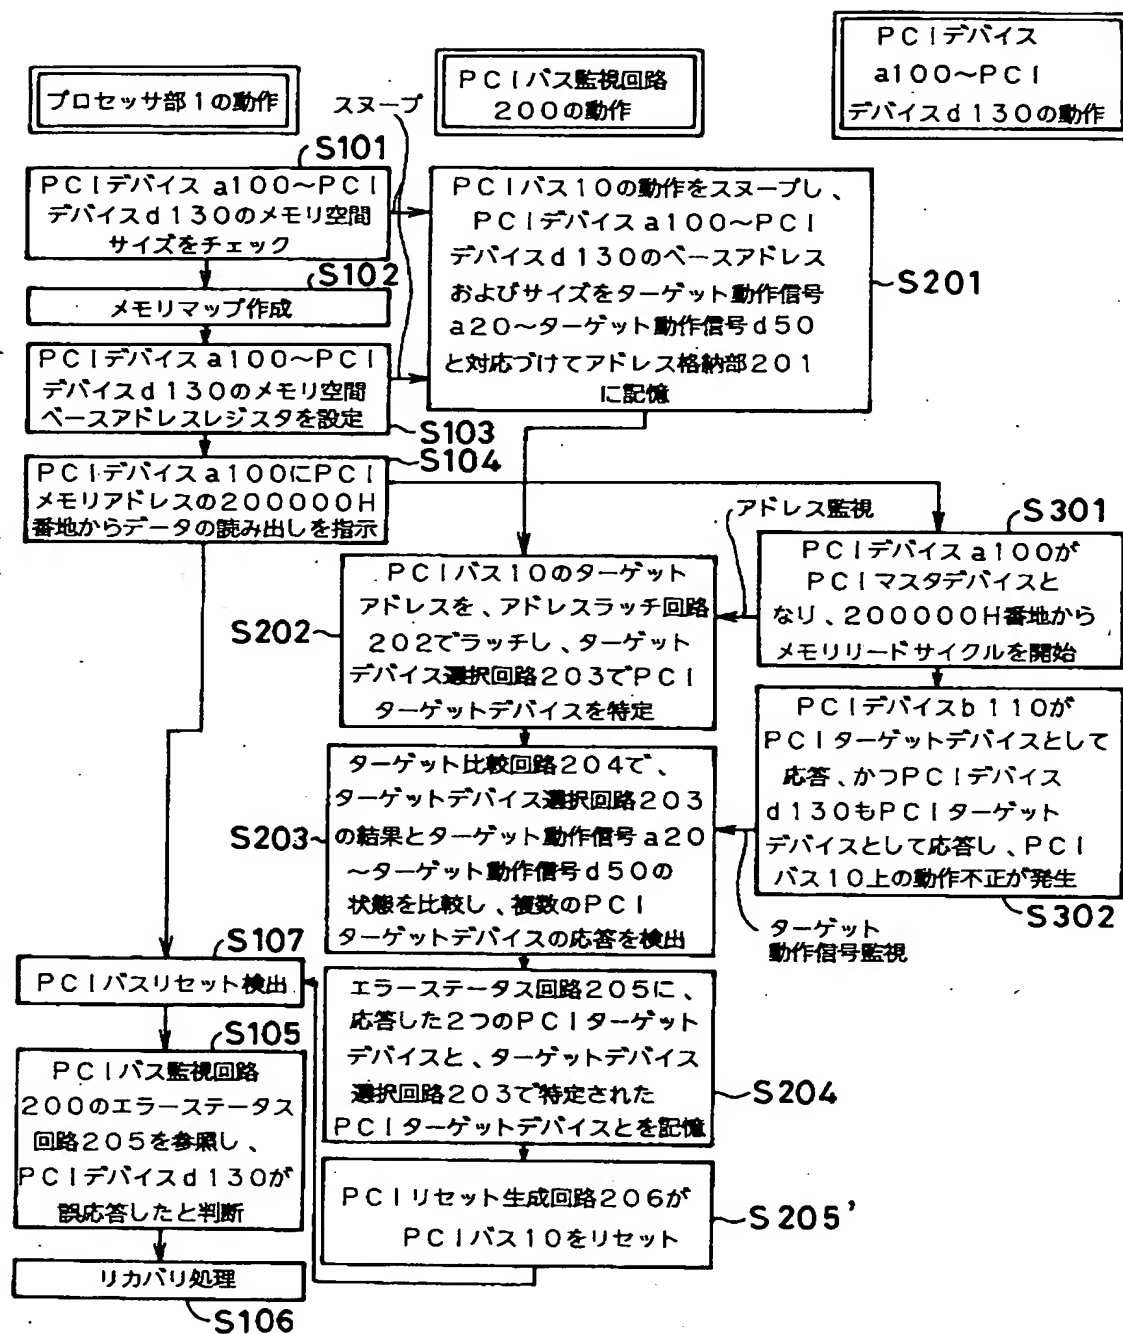 プロセッサ部1の動作
スヌープ
PCIバス監視回路
200の動作
PCIデバイス
a100〜PCI
デバイスd130の動作
S101
PCIデバイスa100〜PCI
デバイスd130のメモリ空間
サイズをチェック
S102
メモリマップ作成
PCIデバイスa100〜PCI
デバイスd130のメモリ空間
ベースアドレスレジスタを設定
S103
S104
PCIデバイスa100にPCI
メモリアドレスの200000H
番地からデータの読み出しを指示
PCIバス10の動作をスヌープし、
PCIデバイスa100〜PCI
デバイスd130のベースアドレス
およびサイズをターゲット動作信号
a20〜ターゲット動作信号d50
と対応づけてアドレス格納部201
に記憶
S201
アドレス監視
S301
PCIデバイスa100が
PCIマスタデバイスと
なり、200000H番地から
メモリリードサイクルを開始
S202
PCIバス10のターゲット
アドレスを、アドレスラッチ回路
202でラッチし、ターゲット
デバイス選択回路203でPCI
ターゲットデバイスを特定
PCIデバイスb110が
PCIターゲットデバイスとして
応答、かつPCIデバイス
d130もPCIターゲット
デバイスとして応答し、PCI
バス10上の動作不正が発生
S302
S203
ターゲット比較回路204で、
ターゲットデバイス選択回路203
の結果とターゲット動作信号a20
〜ターゲット動作信号d50の
状態を比較し、複数のPCI
ターゲットデバイスの応答を検出
ターゲット
動作信号監視
S107
PCIバスリセット検出
エラーステータス回路205に、
応答した2つのPCIターゲット
デバイスと、ターゲットデバイス
選択回路203で特定された
PCIターゲットデバイスとを記憶
S204
S105
PCIバス監視回路
200のエラーステータス
回路205を参照し、
PCIデバイスd130が
誤応答したと判断
PCIリセット生成回路206が
PCIバス10をリセット
S205'
リカバリ処理
S106